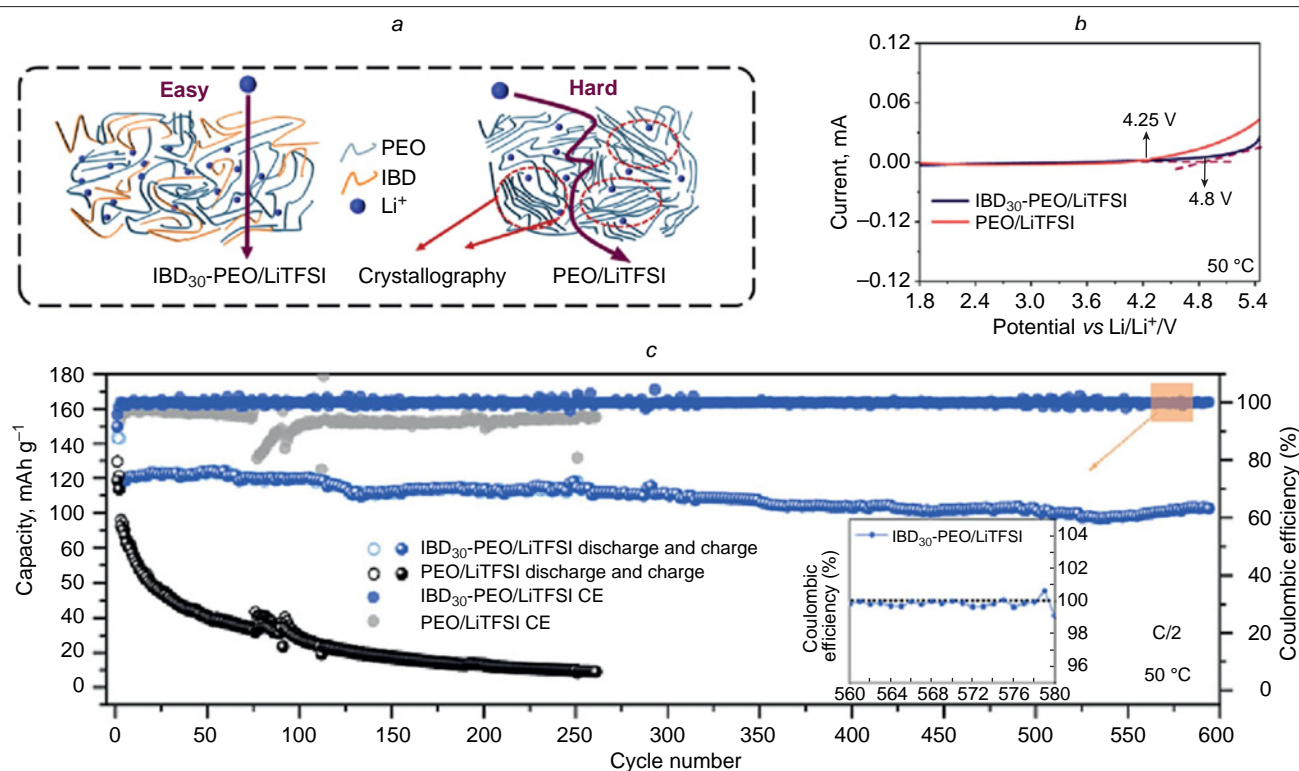 a
Easy
Hard
PEO
IBD
Li⁺
IBD₃₀-PEO/LiTFSI
Crystallography
PEO/LiTFSI
b
0.12
0.06
0.00
–0.12
–0.12
Current, mA
4.25 V
4.8 V
IBD₃₀-PEO/LiTFSI
PEO/LiTFSI
50 °C
1.8 2.4 3.0 3.6 4.2 4.8 5.4
Potential vs Li/Li⁺/V
c
Capacity, mAh g⁻¹
180
160
140
120
100
60
50
40
20
10
0
IBD₃₀-PEO/LiTFSI discharge and charge
PEO/LiTFSI discharge and charge
IBD₃₀-PEO/LiTFSI CE
PEO/LiTFSI CE
IBD₃₀-PEO/LiTFSI
Coulombic
efficiency (%)
104
102
100
98
96
560 564 568 572 576 580
C/2
50 °C
100
80
60
40
20
0
Coulombic efficiency (%)
0 50 100 150 200 250 300 350 400 450 500 550 600
Cycle number